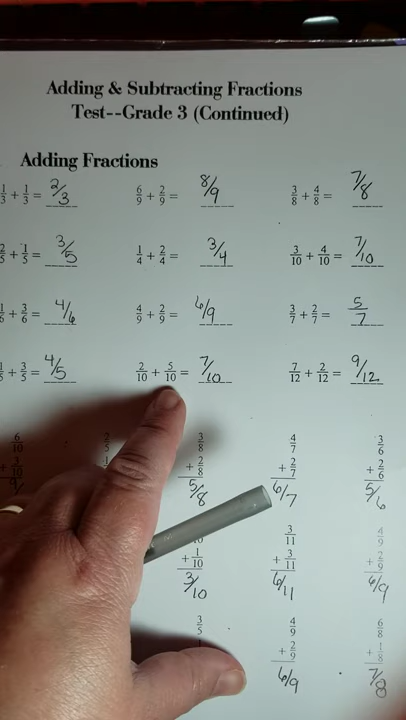 Adding & Subtracting Fractions
Test--Grade 3 (Continued)
Adding Fractions
1/3 + 1/3 = 2/3 6/9 + 2/9 = 8/9 3/8 + 4/8 = 7/8
2/5 + 1/5 = 3/5 1/4 + 2/4 = 3/4 3/10 + 4/10 = 7/10
1/6 + 3/6 = 4/6 4/9 + 2/9 = 6/9 3/7 + 2/7 = 5/7
1/5 + 3/5 = 4/5 2/10 + 5/10 = 7/10 7/12 + 2/12 = 9/12
6/10 3/8 4/7 3/6
+ 3/10 + 2/8 + 2/7 + 2/6
9/ 5/8 6/7 5/6
3/11 4/9
+ 1/10 + 3/11 + 2/9
3/10 6/11 6/9
3/5 4/9 6/8
+ 2/9 + 1/8
6/9 7/8